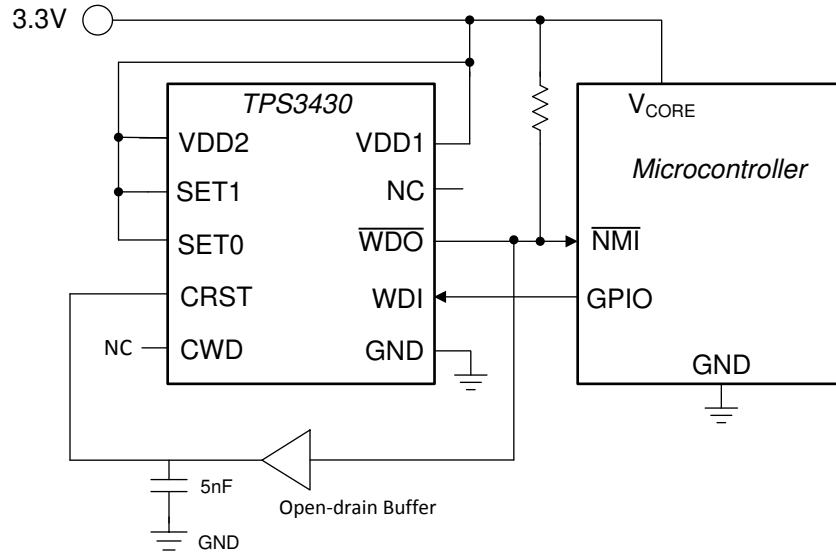 3.3V
TPS3430
VDD2
VDD1
SET1
NC
SET0
WDO
CRST
WDI
NC
CWD
GND
VCORE
Microcontroller
NMI
GPIO
GND
5nF
Open-drain Buffer
GND